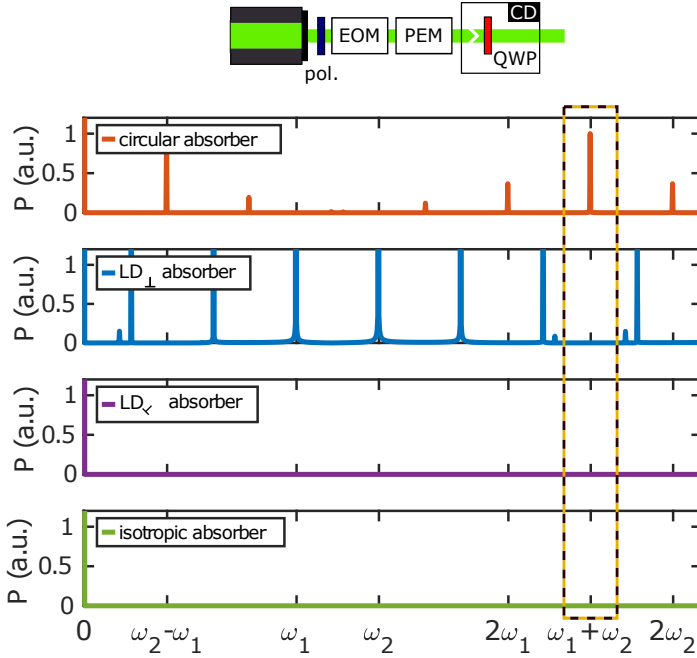 CD
EOM PEM
QWP
pol.
P (a.u.)
1
0.5
0
circular absorber
P (a.u.)
1
0.5
0
LD⊥ absorber
P (a.u.)
1
0.5
0
LD⦠ absorber
P (a.u.)
1
0.5
0
isotropic absorber
0 ω₂-ω₁ ω₁ ω₂ 2ω₁ ω₁+ω₂ 2ω₂